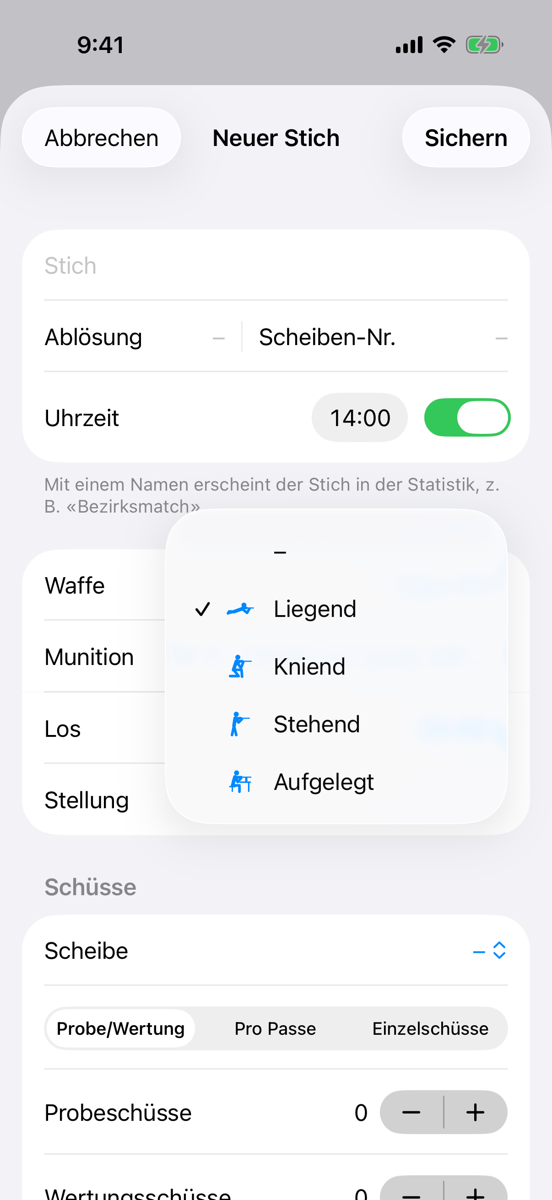 9:41
Abbrechen
Neuer Stich
Sichern
Stich
Ablösung – Scheiben-Nr. –
Uhrzeit 14:00
Mit einem Namen erscheint der Stich in der Statistik, z.
B. «Bezirksmatch»
–
Waffe
Liegend
Munition
Kniend
Los
Stehend
Stellung
Aufgelegt
Schüsse
Scheibe –
Probe/Wertung Pro Passe Einzelschüsse
Probeschüsse 0 − +
Wertungsschüsse 0 − +